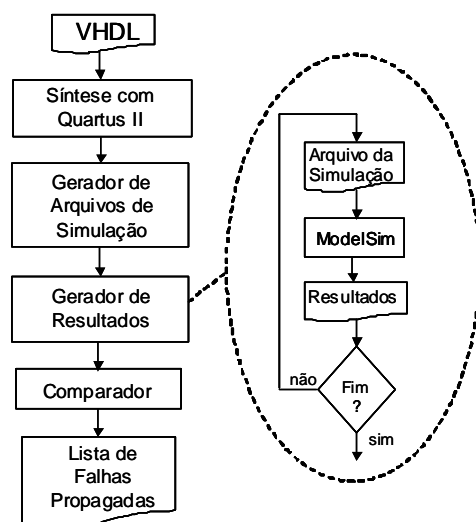 VHDL
Síntese com
Quartus II
Gerador de
Arquivos de
Simulação
Gerador de
Resultados
Comparador
Lista de
Falhas
Propagadas
Arquivo da
Simulação
ModelSim
Resultados
não
Fim
?
sim